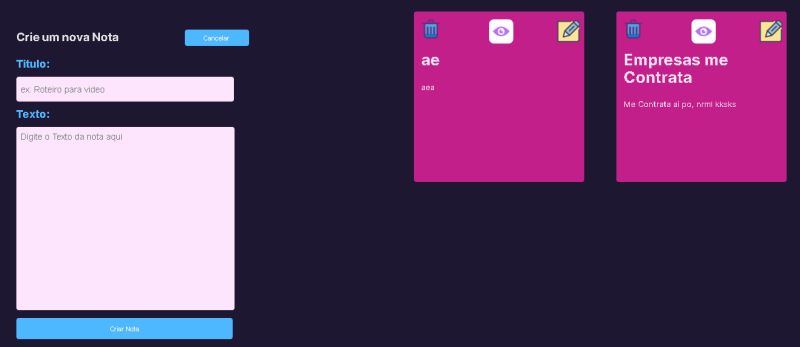 Crie um nova Nota
Cancelar
Titulo:
ex. Roteiro para video
Texto:
Digite o Texto da nota aqui
Criar Nota
ae
aea
Empresas me
Contrata
Me Contrata ai po, nrml kksks